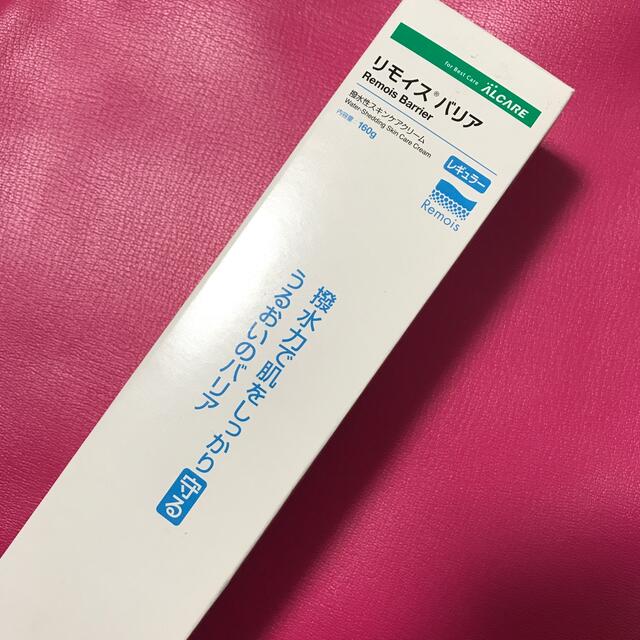 for Best Care ALCARE
リモイス®バリア
Remois Barrier
撥水性スキンケアクリーム
Water-Shedding Skin Care Cream
内容量 160g
レギュラー
Remois
撥水力で肌をしっかり守る
うるおいのバリア